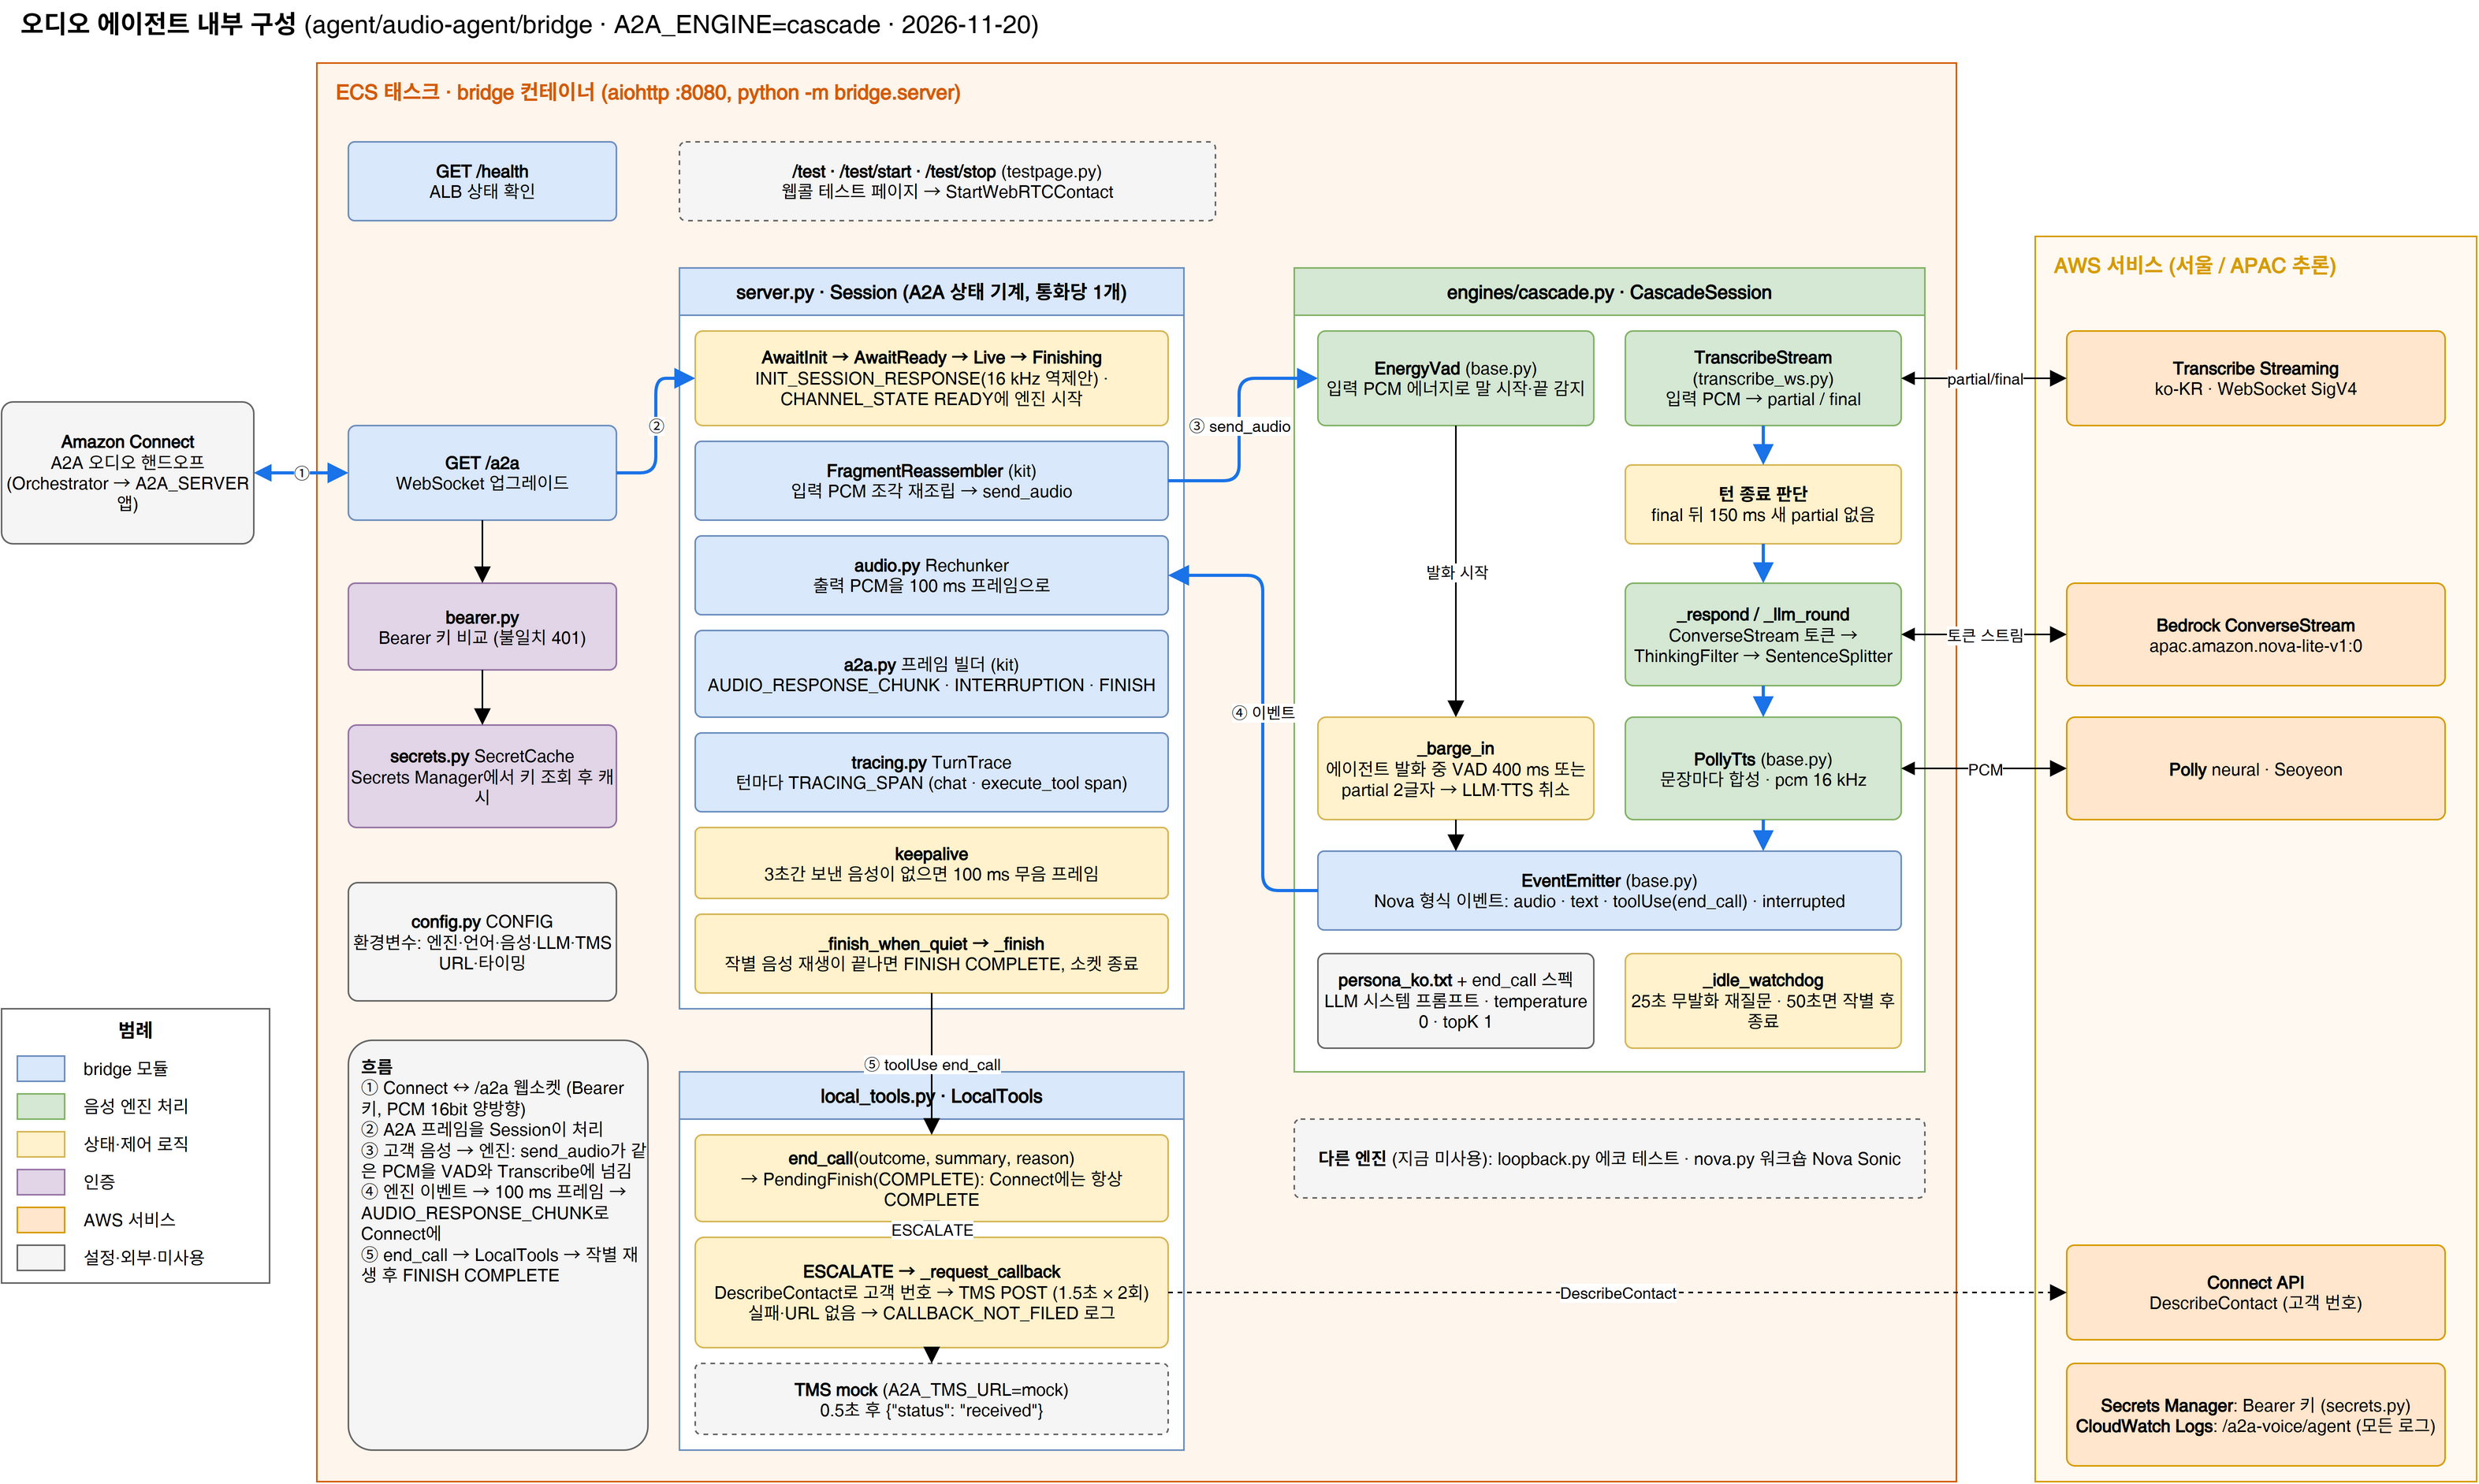 오디오 에이전트 내부 구성 (agent/audio-agent/bridge · A2A_ENGINE=cascade · 2026-11-20)
ECS 태스크 · bridge 컨테이너 (aiohttp :8080, python -m bridge.server)
GET /health
ALB 상태 확인
/test · /test/start · /test/stop (testpage.py)
웹콜 테스트 페이지 → StartWebRTCContact
Amazon Connect
A2A 오디오 핸드오프
(Orchestrator → A2A_SERVER
앱)
①
GET /a2a
WebSocket 업그레이드
②
bearer.py
Bearer 키 비교 (불일치 401)
secrets.py SecretCache
Secrets Manager에서 키 조회 후 캐
시
config.py CONFIG
환경변수: 엔진·언어·음성·LLM·TMS
URL·타이밍
흐름
① Connect ↔ /a2a 웹소켓 (Bearer
키, PCM 16bit 양방향)
② A2A 프레임을 Session이 처리
③ 고객 음성 → 엔진: send_audio가 같
은 PCM을 VAD와 Transcribe에 넘김
④ 엔진 이벤트 → 100 ms 프레임 →
AUDIO_RESPONSE_CHUNK로
Connect에
⑤ end_call → LocalTools → 작별 재
생 후 FINISH COMPLETE
범례
bridge 모듈
음성 엔진 처리
상태·제어 로직
인증
AWS 서비스
설정·외부·미사용
server.py · Session (A2A 상태 기계, 통화당 1개)
AwaitInit → AwaitReady → Live → Finishing
INIT_SESSION_RESPONSE(16 kHz 역제안) ·
CHANNEL_STATE READY에 엔진 시작
FragmentReassembler (kit)
입력 PCM 조각 재조립 → send_audio
audio.py Rechunker
출력 PCM을 100 ms 프레임으로
a2a.py 프레임 빌더 (kit)
AUDIO_RESPONSE_CHUNK · INTERRUPTION · FINISH
tracing.py TurnTrace
턴마다 TRACING_SPAN (chat · execute_tool span)
keepalive
3초간 보낸 음성이 없으면 100 ms 무음 프레임
_finish_when_quiet → _finish
작별 음성 재생이 끝나면 FINISH COMPLETE, 소켓 종료
⑤ toolUse end_call
local_tools.py · LocalTools
end_call(outcome, summary, reason)
→ PendingFinish(COMPLETE): Connect에는 항상
COMPLETE
ESCALATE
ESCALATE → _request_callback
DescribeContact로 고객 번호 → TMS POST (1.5초 × 2회)
실패·URL 없음 → CALLBACK_NOT_FILED 로그
TMS mock (A2A_TMS_URL=mock)
0.5초 후 {"status": "received"}
③ send_audio
④ 이벤트
engines/cascade.py · CascadeSession
EnergyVad (base.py)
입력 PCM 에너지로 말 시작·끝 감지
발화 시작
_barge_in
에이전트 발화 중 VAD 400 ms 또는
partial 2글자 → LLM·TTS 취소
TranscribeStream
(transcribe_ws.py)
입력 PCM → partial / final
턴 종료 판단
final 뒤 150 ms 새 partial 없음
_respond / _llm_round
ConverseStream 토큰 →
ThinkingFilter → SentenceSplitter
PollyTts (base.py)
문장마다 합성 · pcm 16 kHz
EventEmitter (base.py)
Nova 형식 이벤트: audio · text · toolUse(end_call) · interrupted
persona_ko.txt + end_call 스펙
LLM 시스템 프롬프트 · temperature
0 · topK 1
_idle_watchdog
25초 무발화 재질문 · 50초면 작별 후
종료
다른 엔진 (지금 미사용): loopback.py 에코 테스트 · nova.py 워크숍 Nova Sonic
partial/final
토큰 스트림
PCM
DescribeContact
AWS 서비스 (서울 / APAC 추론)
Transcribe Streaming
ko-KR · WebSocket SigV4
Bedrock ConverseStream
apac.amazon.nova-lite-v1:0
Polly neural · Seoyeon
Connect API
DescribeContact (고객 번호)
Secrets Manager: Bearer 키 (secrets.py)
CloudWatch Logs: /a2a-voice/agent (모든 로그)